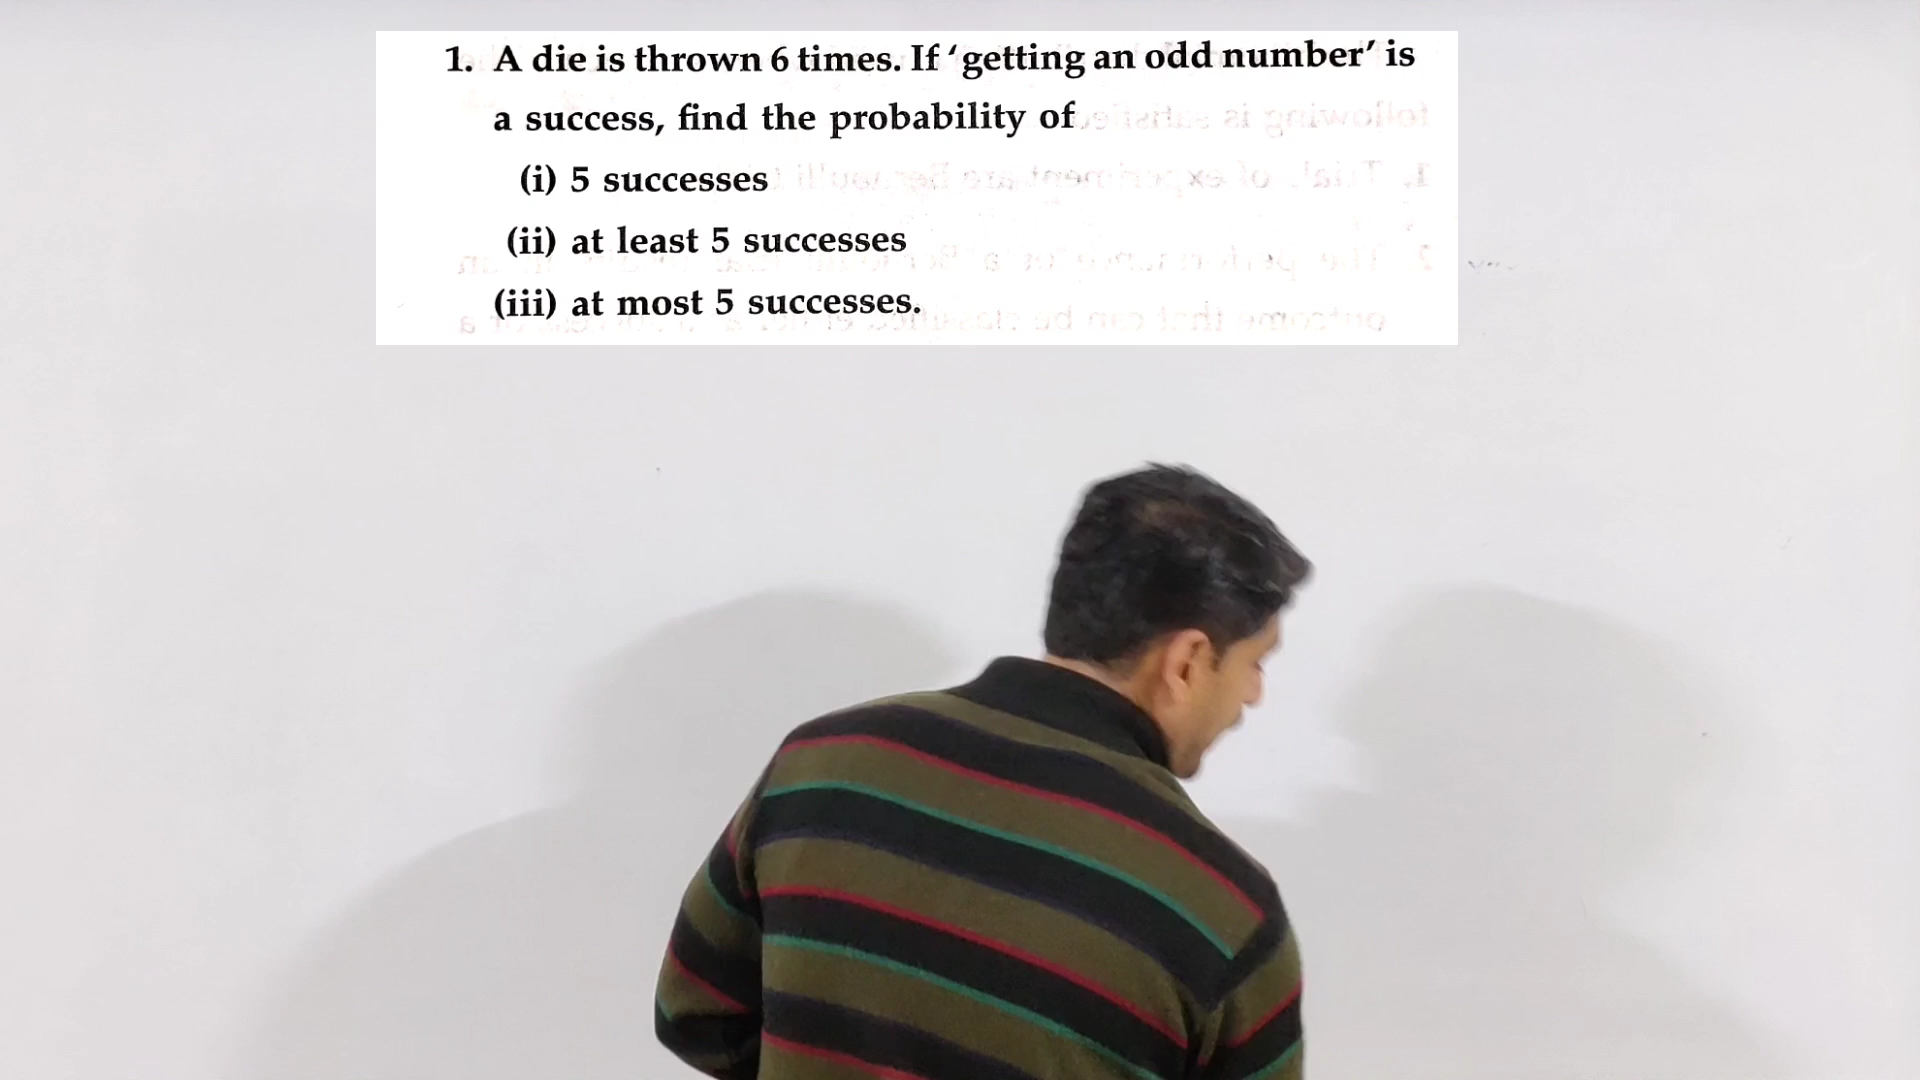 1. A die is thrown 6 times. If ‘getting an odd number’ is
a success, find the probability of
(i) 5 successes
(ii) at least 5 successes
(iii) at most 5 successes.